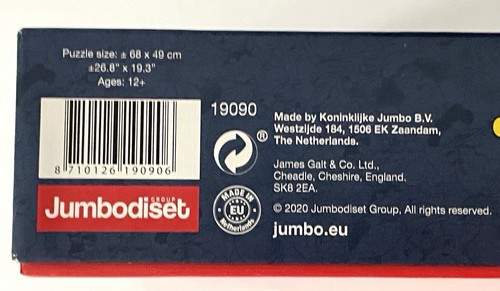 Puzzle size: ± 68 x 49 cm
±26.8" x 19.3"
Ages: 12+
19090
8 710126 190906
GROUP
Jumbodiset
®
MADE IN
EU
Netherlands
Made by Koninklijke Jumbo B.V.
Westzijde 184, 1506 EK Zaandam,
The Netherlands.
James Galt & Co. Ltd.,
Cheadle, Cheshire, England.
SK8 2EA.
© 2020 Jumbodiset Group, All rights reserved.
jumbo.eu